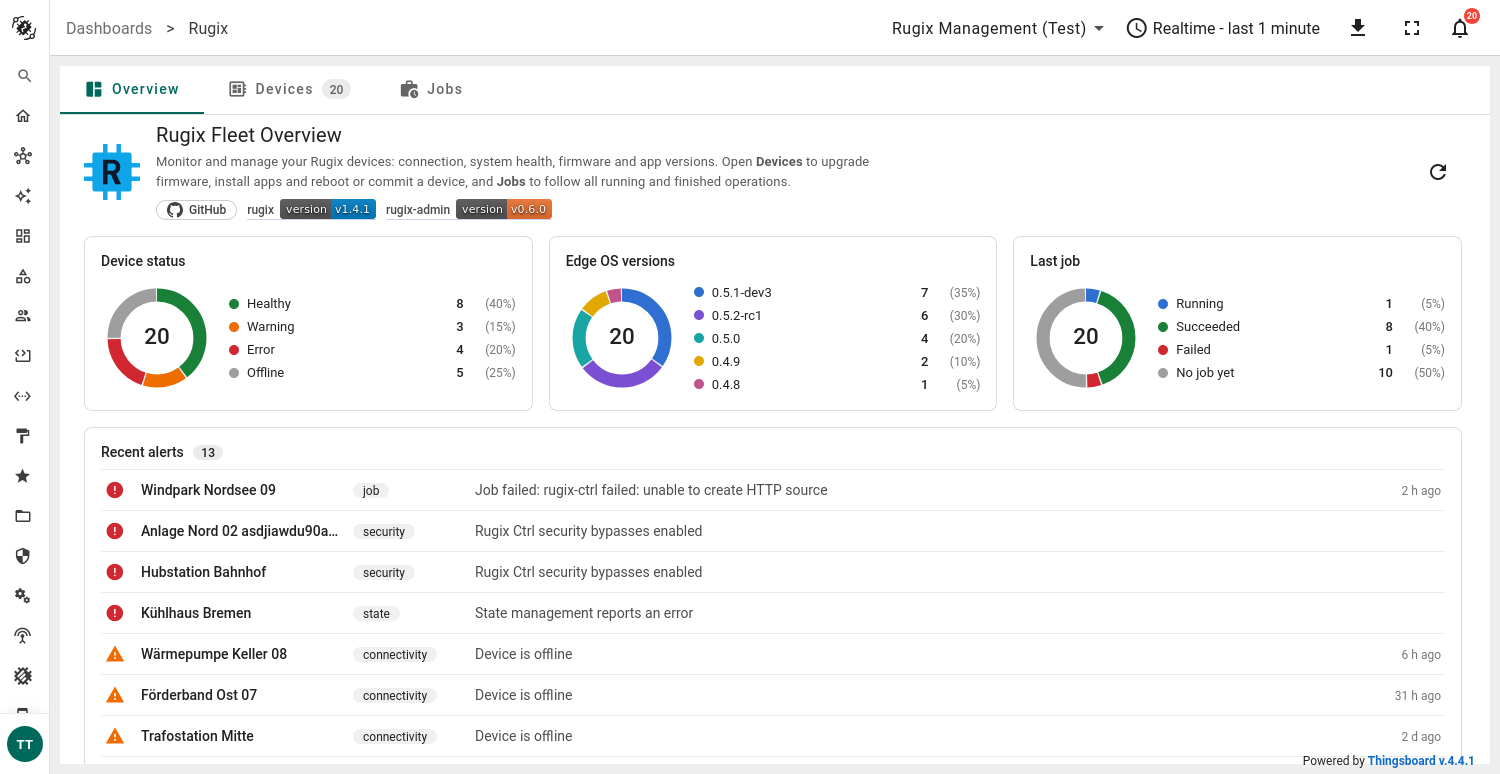 Dashboards > Rugix
Rugix Management (Test)
Realtime - last 1 minute
20
Overview
Devices 20
Jobs
R
Rugix Fleet Overview
Monitor and manage your Rugix devices: connection, system health, firmware and app versions. Open Devices to upgrade
firmware, install apps and reboot or commit a device, and Jobs to follow all running and finished operations.
GitHub
rugix version v1.4.1
rugix-admin version v0.6.0
Device status
20
Healthy 8 (40%)
Warning 3 (15%)
Error 4 (20%)
Offline 5 (25%)
Edge OS versions
20
0.5.1-dev3 7 (35%)
0.5.2-rc1 6 (30%)
0.5.0 4 (20%)
0.4.9 2 (10%)
0.4.8 1 (5%)
Last job
20
Running 1 (5%)
Succeeded 8 (40%)
Failed 1 (5%)
No job yet 10 (50%)
Recent alerts 13
Windpark Nordsee 09 job Job failed: rugix-ctrl failed: unable to create HTTP source 2 h ago
Anlage Nord 02 asdjiawdu90a... security Rugix Ctrl security bypasses enabled
Hubstation Bahnhof security Rugix Ctrl security bypasses enabled
Kühlhaus Bremen state State management reports an error
Wärmepumpe Keller 08 connectivity Device is offline 6 h ago
Förderband Ost 07 connectivity Device is offline 31 h ago
Trafostation Mitte connectivity Device is offline 2 d ago
TT
Powered by Thingsboard v.4.4.1